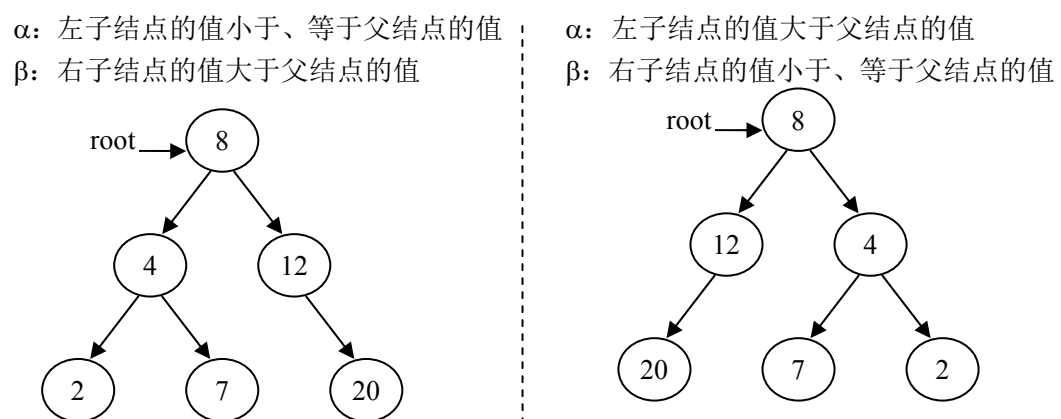 α：左子结点的值小于、等于父结点的值
β：右子结点的值大于父结点的值
root
8
4
12
2
7
20
α：左子结点的值大于父结点的值
β：右子结点的值小于、等于父结点的值
root
8
12
4
20
7
2